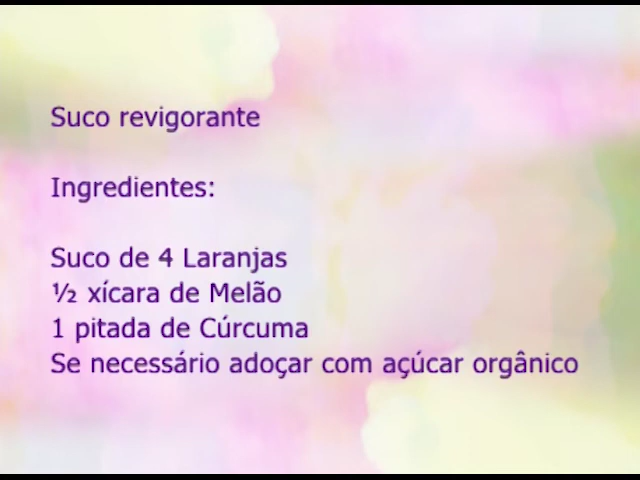 Suco revigorante
Ingredientes:
Suco de 4 Laranjas
½ xícara de Melão
1 pitada de Cúrcuma
Se necessário adoçar com açúcar orgânico